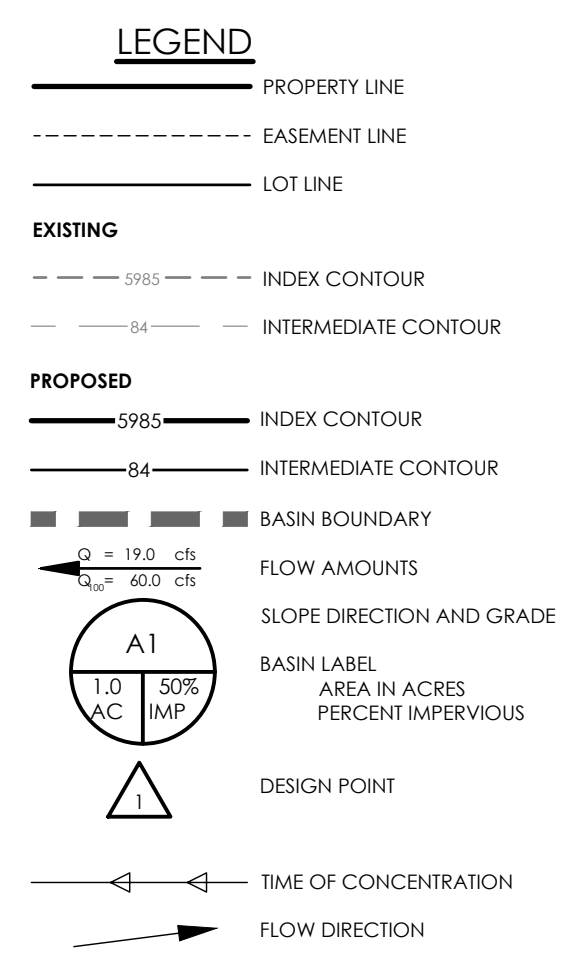 LEGEND
PROPERTY LINE
EASEMENT LINE
LOT LINE
EXISTING
5985 INDEX CONTOUR
84 INTERMEDIATE CONTOUR
PROPOSED
5985 INDEX CONTOUR
84 INTERMEDIATE CONTOUR
BASIN BOUNDARY
Q = 19.0 cfs
Q100= 60.0 cfs
FLOW AMOUNTS
SLOPE DIRECTION AND GRADE
A1
1.0 AC
50% IMP
BASIN LABEL
AREA IN ACRES
PERCENT IMPERVIOUS
1
DESIGN POINT
TIME OF CONCENTRATION
FLOW DIRECTION